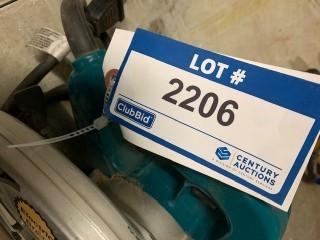 LOT #
2206
ClubBid
CENTURY
AUCTIONS